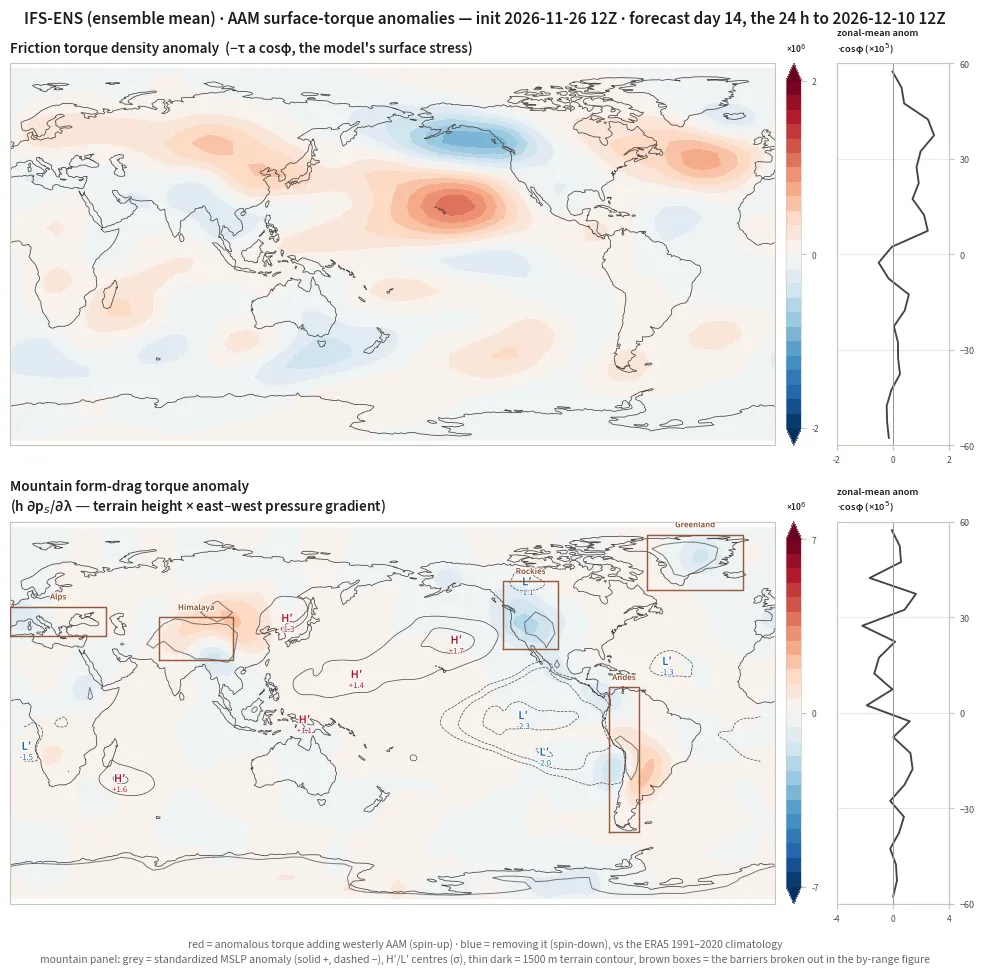 IFS-ENS (ensemble mean) · AAM surface-torque anomalies — init 2026-11-26 12Z · forecast day 14, the 24 h to 2026-12-10 12Z
Friction torque density anomaly (−τ a cosϕ, the model's surface stress)
×10⁶
zonal-mean anom
·cosϕ (×10⁵)
2
0
-2
60
30
0
−30
−60
-2
0
2
Mountain form-drag torque anomaly
(h ∂pₛ/∂λ — terrain height × east–west pressure gradient)
×10⁶
zonal-mean anom
·cosϕ (×10⁵)
Greenland
Rockies
L'
-1.1
Alps
Himalaya
H'
+1.3
H'
+1.7
L'
-1.3
H'
+1.4
Andes
H'
+1.1
L'
-2.3
L'
-1.5
L'
-2.0
H'
+1.6
7
0
-7
60
30
0
−30
−60
-4
0
4
red = anomalous torque adding westerly AAM (spin-up) · blue = removing it (spin-down), vs the ERA5 1991–2020 climatology
mountain panel: grey = standardized MSLP anomaly (solid +, dashed −), H'/L' centres (σ), thin dark = 1500 m terrain contour, brown boxes = the barriers broken out in the by-range figure